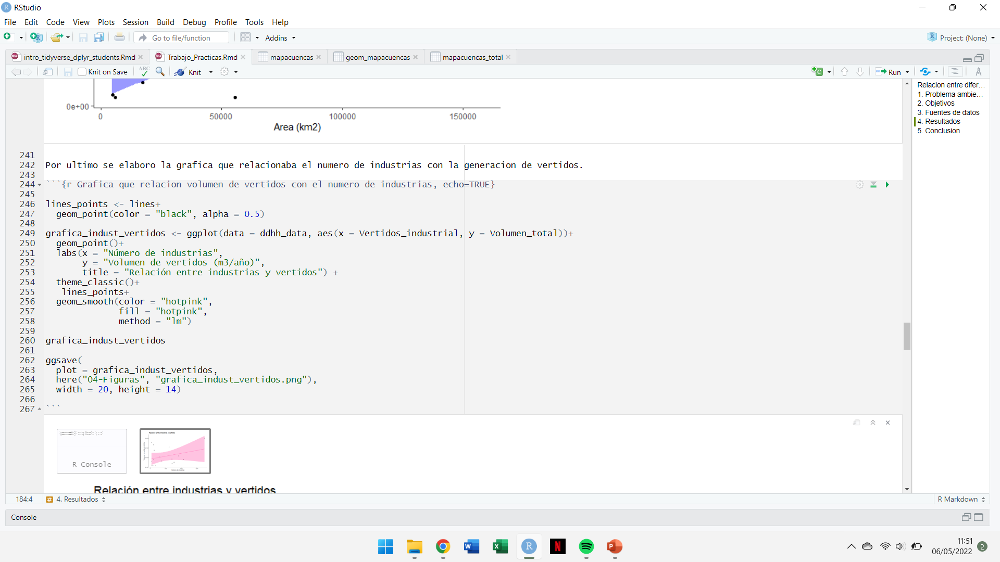 RStudio
File Edit Code View Plots Session Build Debug Profile Tools Help
Go to file/function Addins Project: (None)
intro_tidyverse_dplyr_students.Rmd Trabajo_Practicas.Rmd mapacuencas geom_mapacuencas mapacuencas_total
Knit on Save ABC Knit Run
0e+00
0 50000 100000 150000
Area (km2)
Relacion entre difer...
1. Problema ambie...
2. Objetivos
3. Fuentes de datos
4. Resultados
5. Conclusion
241
242 Por ultimo se elaboro la grafica que relacionaba el numero de industrias con la generacion de vertidos.
243
244 ```{r Grafica que relacion volumen de vertidos con el numero de industrias, echo=TRUE}
245
246 lines_points <- lines+
247 geom_point(color = "black", alpha = 0.5)
248
249 grafica_indust_vertidos <- ggplot(data = ddhh_data, aes(x = Vertidos_industrial, y = Volumen_total))+
250 geom_point()+
251 labs(x = "Número de industrias",
252 y = "Volumen de vertidos (m3/año)",
253 title = "Relación entre industrias y vertidos") +
254 theme_classic()+
255 lines_points+
256 geom_smooth(color = "hotpink",
257 fill = "hotpink",
258 method = "lm")
259
260 grafica_indust_vertidos
261
262 ggsave(
263 plot = grafica_indust_vertidos,
264 here("04-Figuras", "grafica_indust_vertidos.png"),
265 width = 20, height = 14)
266
267 ```
R Console
Relación entre industrias y vertidos
184:4 # 4. Resultados R Markdown
Console
11:51
06/05/2022 2